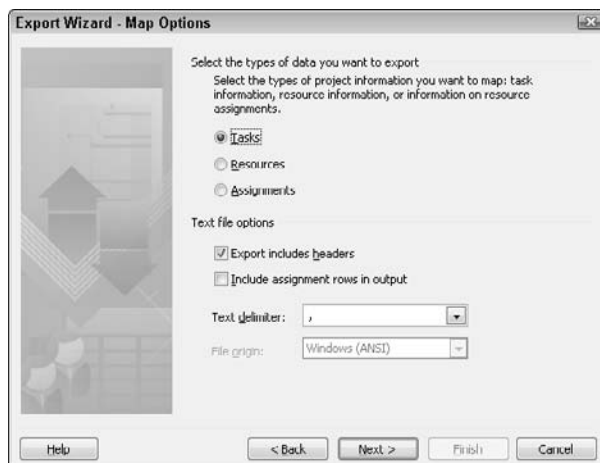 Export Wizard - Map Options
Select the types of data you want to export
Select the types of project information you want to map: task
information, resource information, or information on resource
assignments.
Tasks
Resources
Assignments
Text file options
Export includes headers
Include assignment rows in output
Text delimiter: ,
File origin: Windows (ANSI)
Help < Back Next > Finish Cancel